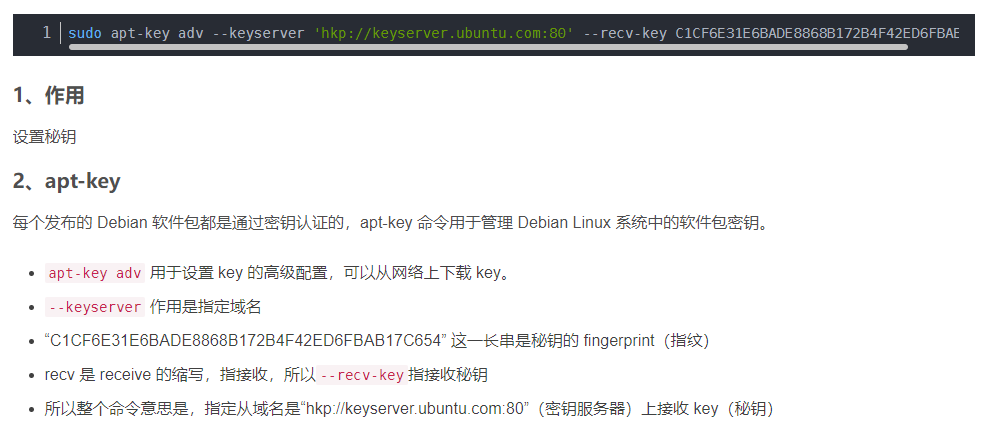 1 sudo apt-key adv --keyserver 'hkp://keyserver.ubuntu.com:80' --recv-key C1CF6E31E6BADE8868B172B4F42ED6FBAE
1、作用
设置秘钥
2、apt-key
每个发布的 Debian 软件包都是通过密钥认证的，apt-key 命令用于管理 Debian Linux 系统中的软件包密钥。
• apt-key adv 用于设置 key 的高级配置，可以从网络上下载 key。
• --keyserver 作用是指定域名
• “C1CF6E31E6BADE8868B172B4F42ED6FBAB17C654” 这一长串是秘钥的 fingerprint（指纹）
• recv 是 receive 的缩写，指接收，所以 --recv-key 指接收秘钥
• 所以整个命令意思是，指定从域名是“hkp://keyserver.ubuntu.com:80”（密钥服务器）上接收 key（秘钥）